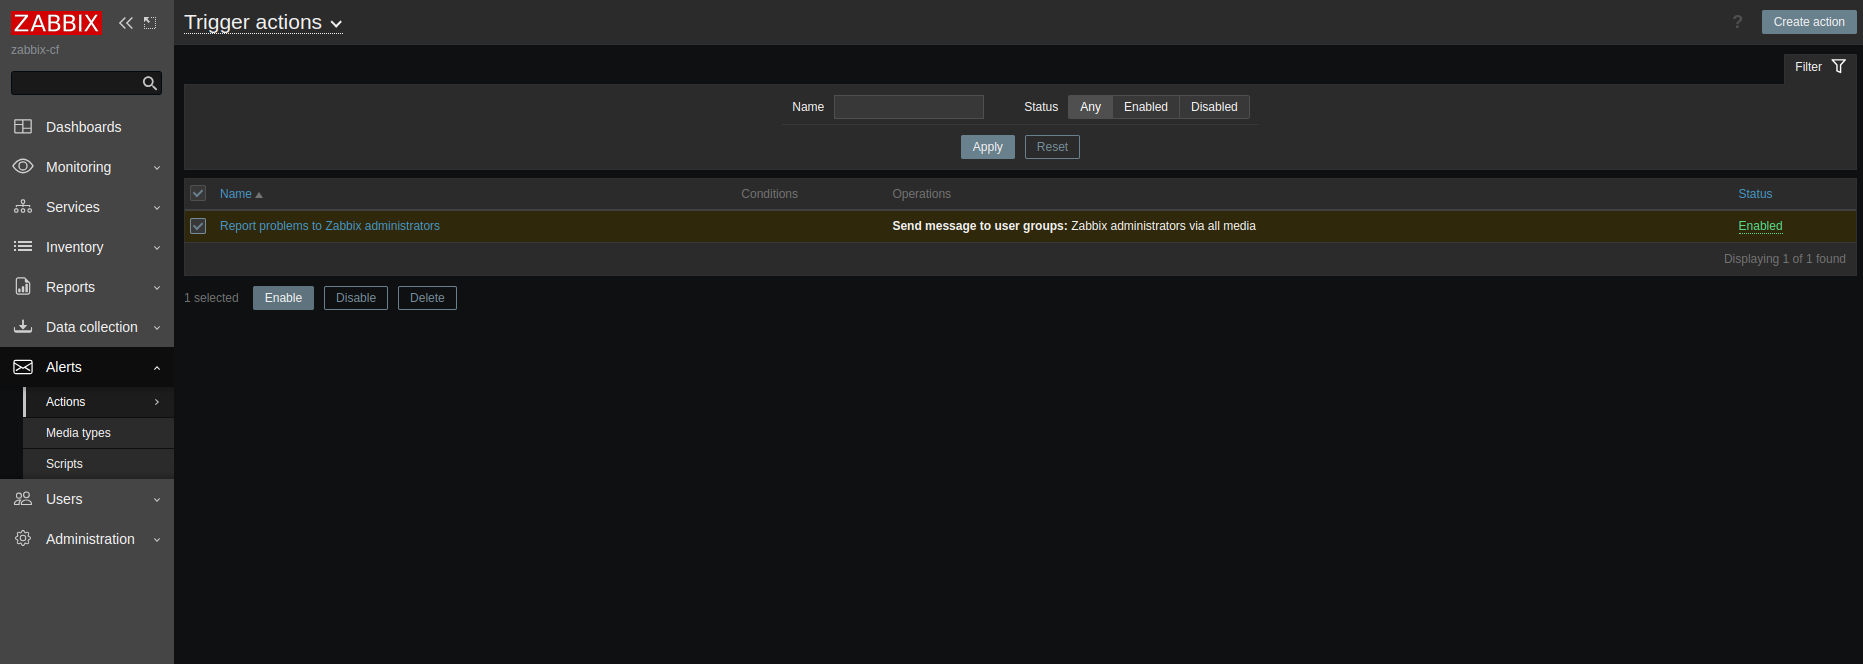 ZABBIX
zabbix-cf
Dashboards
Monitoring
Services
Inventory
Reports
Data collection
Alerts
Actions
Media types
Scripts
Users
Administration
Trigger actions
? Create action
Filter
Name Status Any Enabled Disabled
Apply Reset
Name Conditions Operations Status
Report problems to Zabbix administrators Send message to user groups: Zabbix administrators via all media Enabled
Displaying 1 of 1 found
1 selected Enable Disable Delete